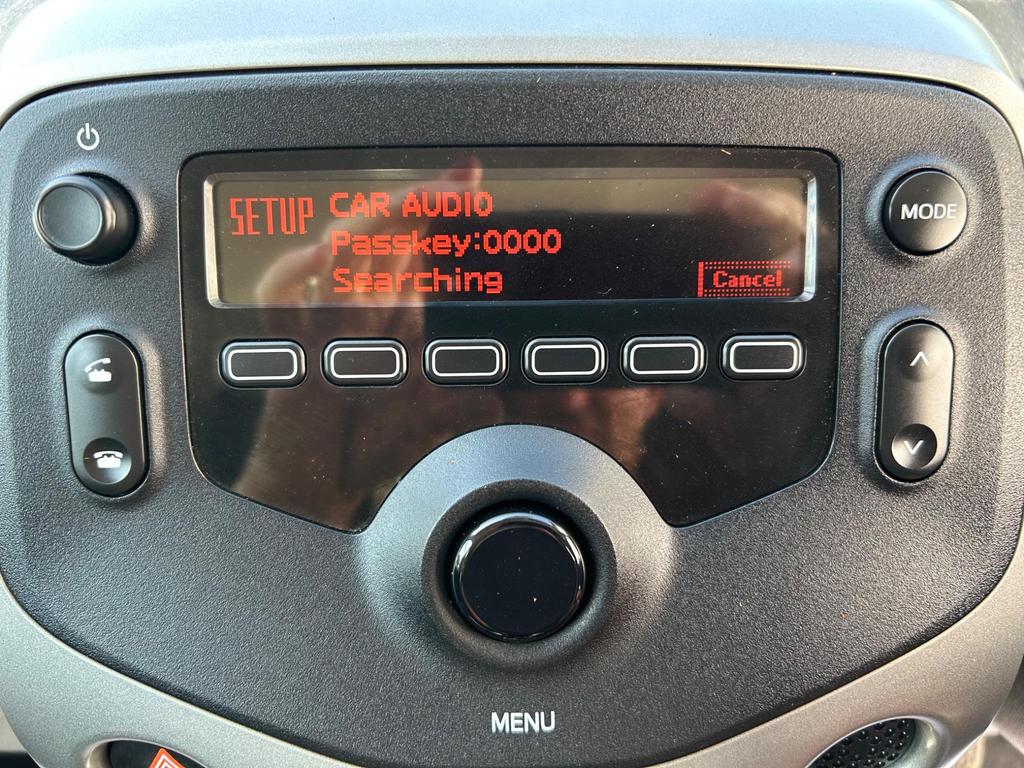 SETUP CAR AUDIO
Passkey:0000
Searching
Cancel
MODE
MENU